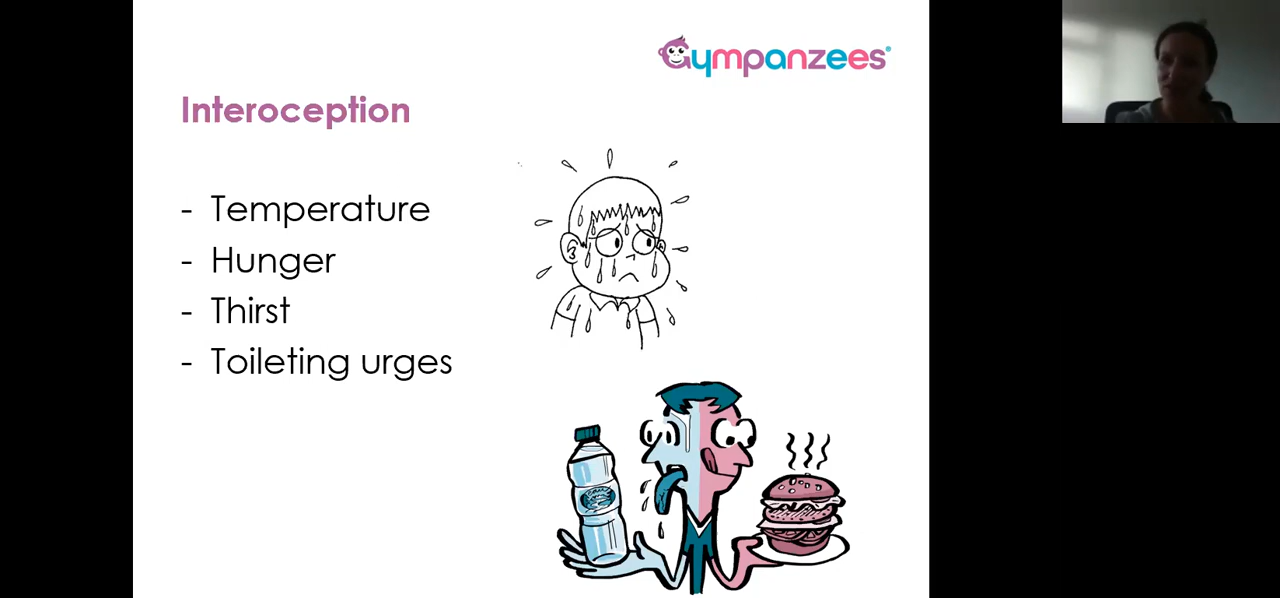 Gympanzees®
Interoception
- Temperature
- Hunger
- Thirst
- Toileting urges